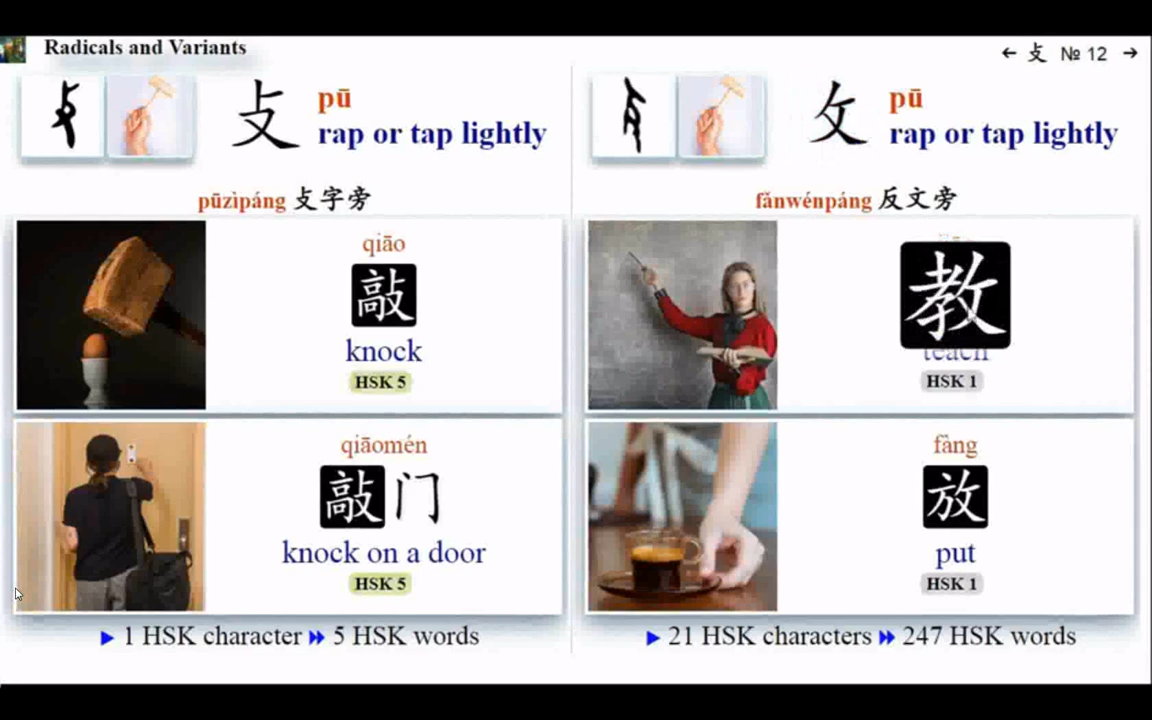 Radicals and Variants
← 攴 № 12 →
攴
pū
rap or tap lightly
pūzìpáng 攴字旁
qiāo
敲
knock
HSK 5
qiāomén
敲门
knock on a door
HSK 5
▶ 1 HSK character ▶▶ 5 HSK words
攵
pū
rap or tap lightly
fǎnwénpáng 反文旁
教
teach
HSK 1
fàng
放
put
HSK 1
▶ 21 HSK characters ▶▶ 247 HSK words